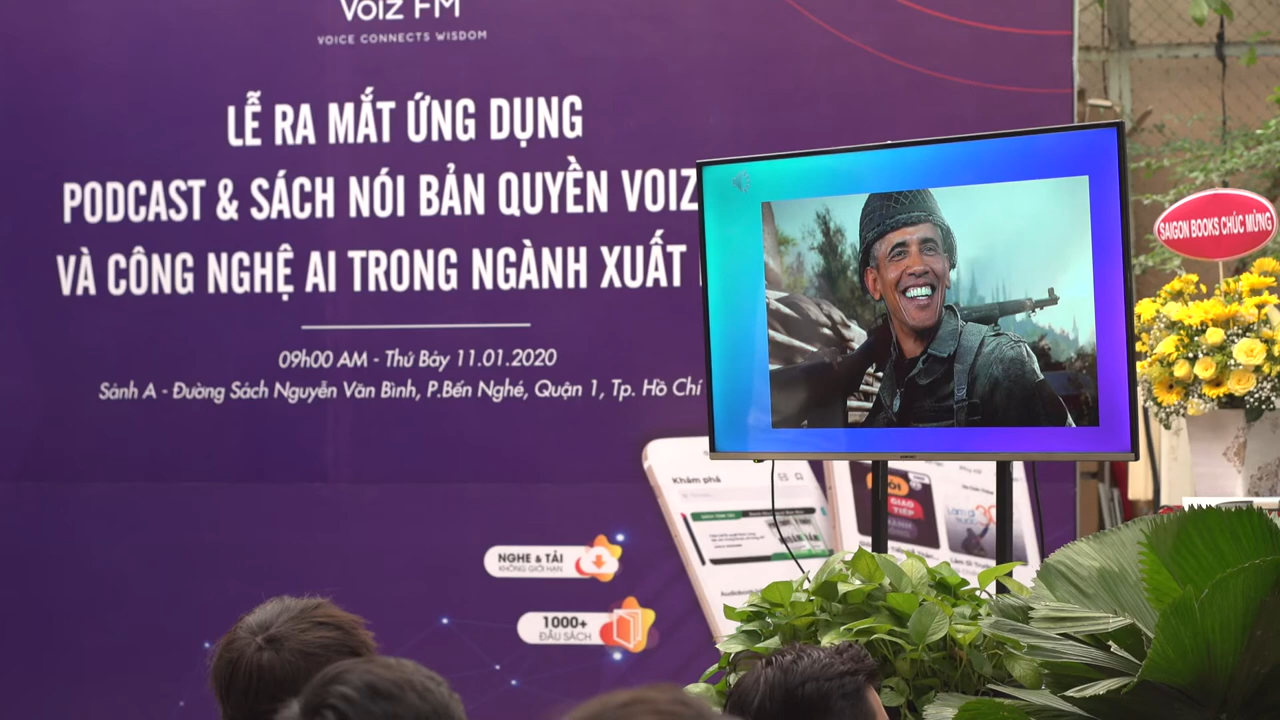 Voiz FM
VOICE CONNECTS WISDOM
LỄ RA MẮT ỨNG DỤNG
PODCAST & SÁCH NÓI BẢN QUYỀN VOIZ
VÀ CÔNG NGHỆ AI TRONG NGÀNH XUẤT
09h00 AM - Thứ Bảy 11.01.2020
Sảnh A - Đường Sách Nguyễn Văn Bình, P.Bến Nghé, Quận 1, Tp. Hồ Chí
SAIGON BOOKS CHÚC MỪNG
Khám phá
GIAO
TIẾP
NGHE & TẢI
KHÔNG GIỚI HẠN
1000+
ĐẦU SÁCH